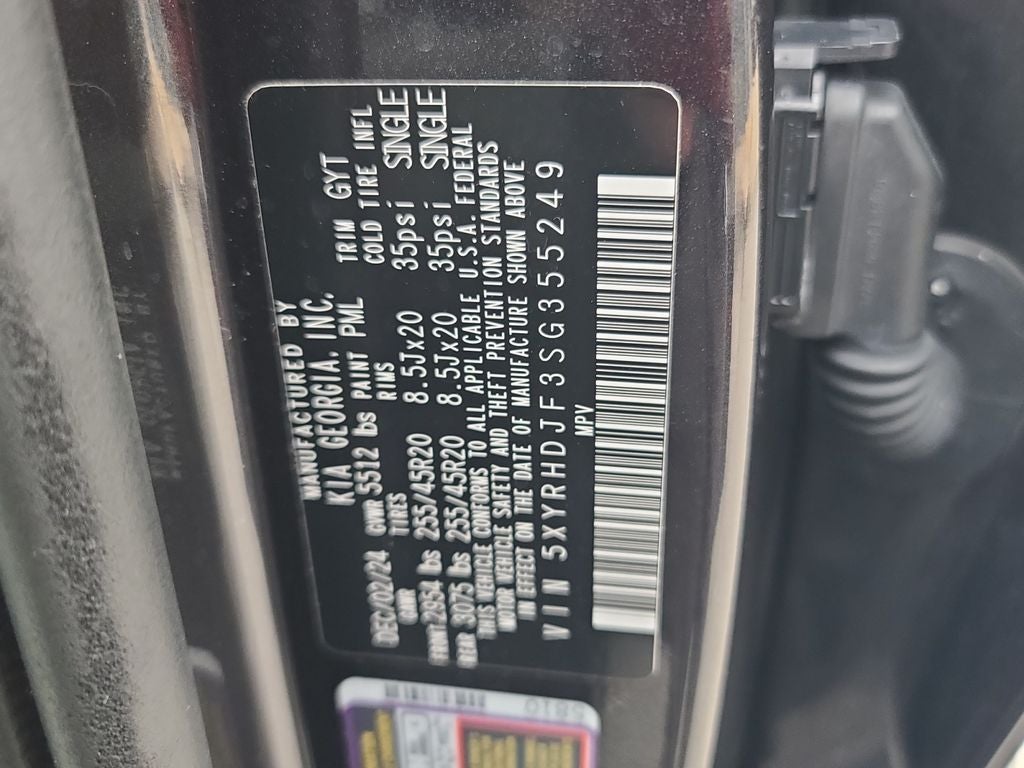 MANUFACTURED BY
KIA GEORGIA. INC.
DEC/02/24 GVWR 5512 lbs PAINT PML TRIM GYT
GAWR TIRES RIMS COLD TIRE INFL
FRONT 2954 lbs 255/45R20 8.5Jx20 35psi SINGLE
REAR 3075 lbs 255/45R20 8.5Jx20 35psi SINGLE
THIS VEHICLE CONFORMS TO ALL APPLICABLE U.S.A. FEDERAL
MOTOR VEHICLE SAFETY AND THEFT PREVENTION STANDARDS
IN EFFECT ON THE DATE OF MANUFACTURE SHOWN ABOVE
VIN 5XYRHDJF3SG355249
MPV
5810